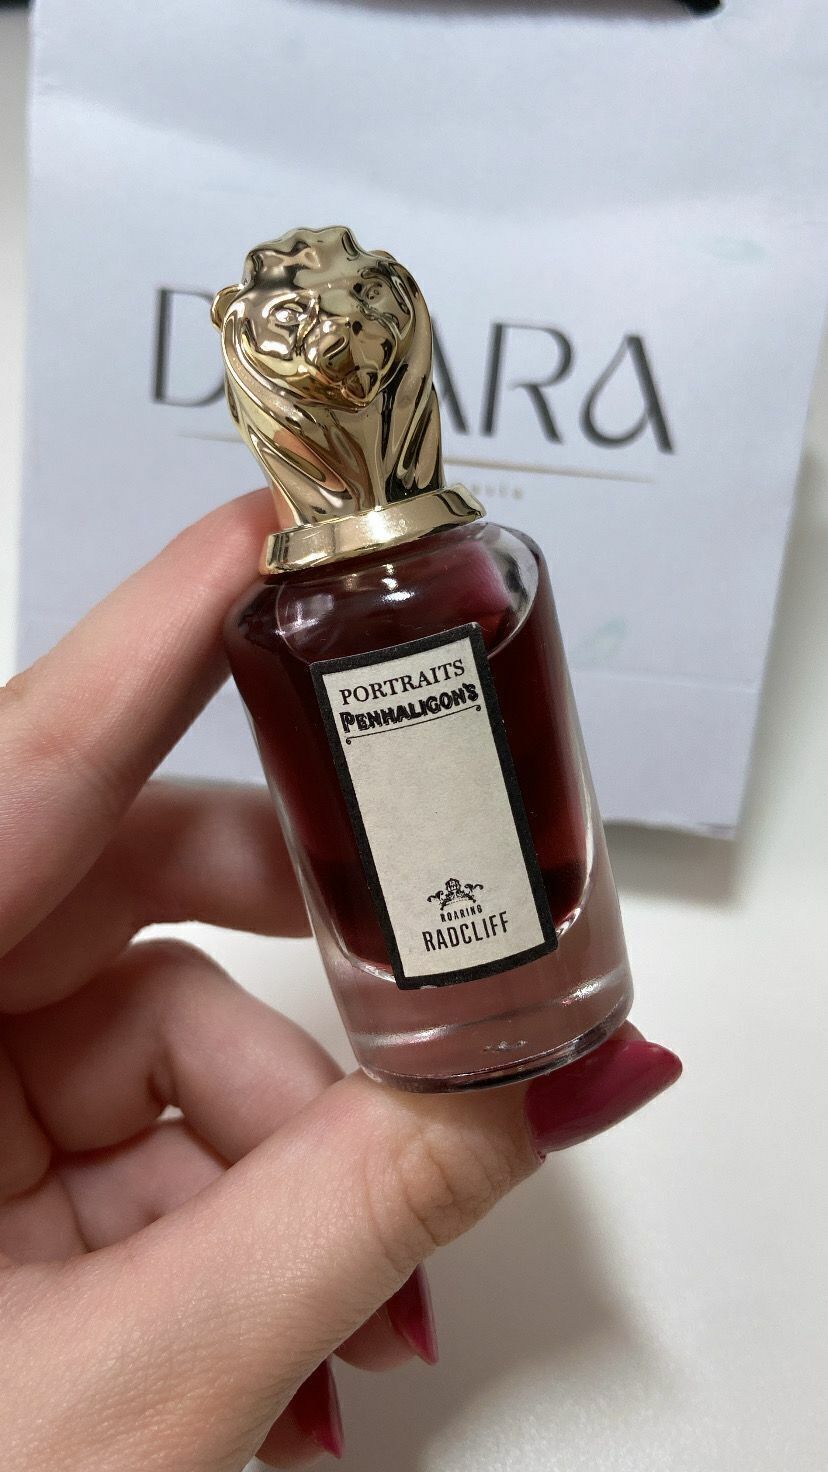 PORTRAITS
PENHALIGON'S
ROARING
RADCLIFF